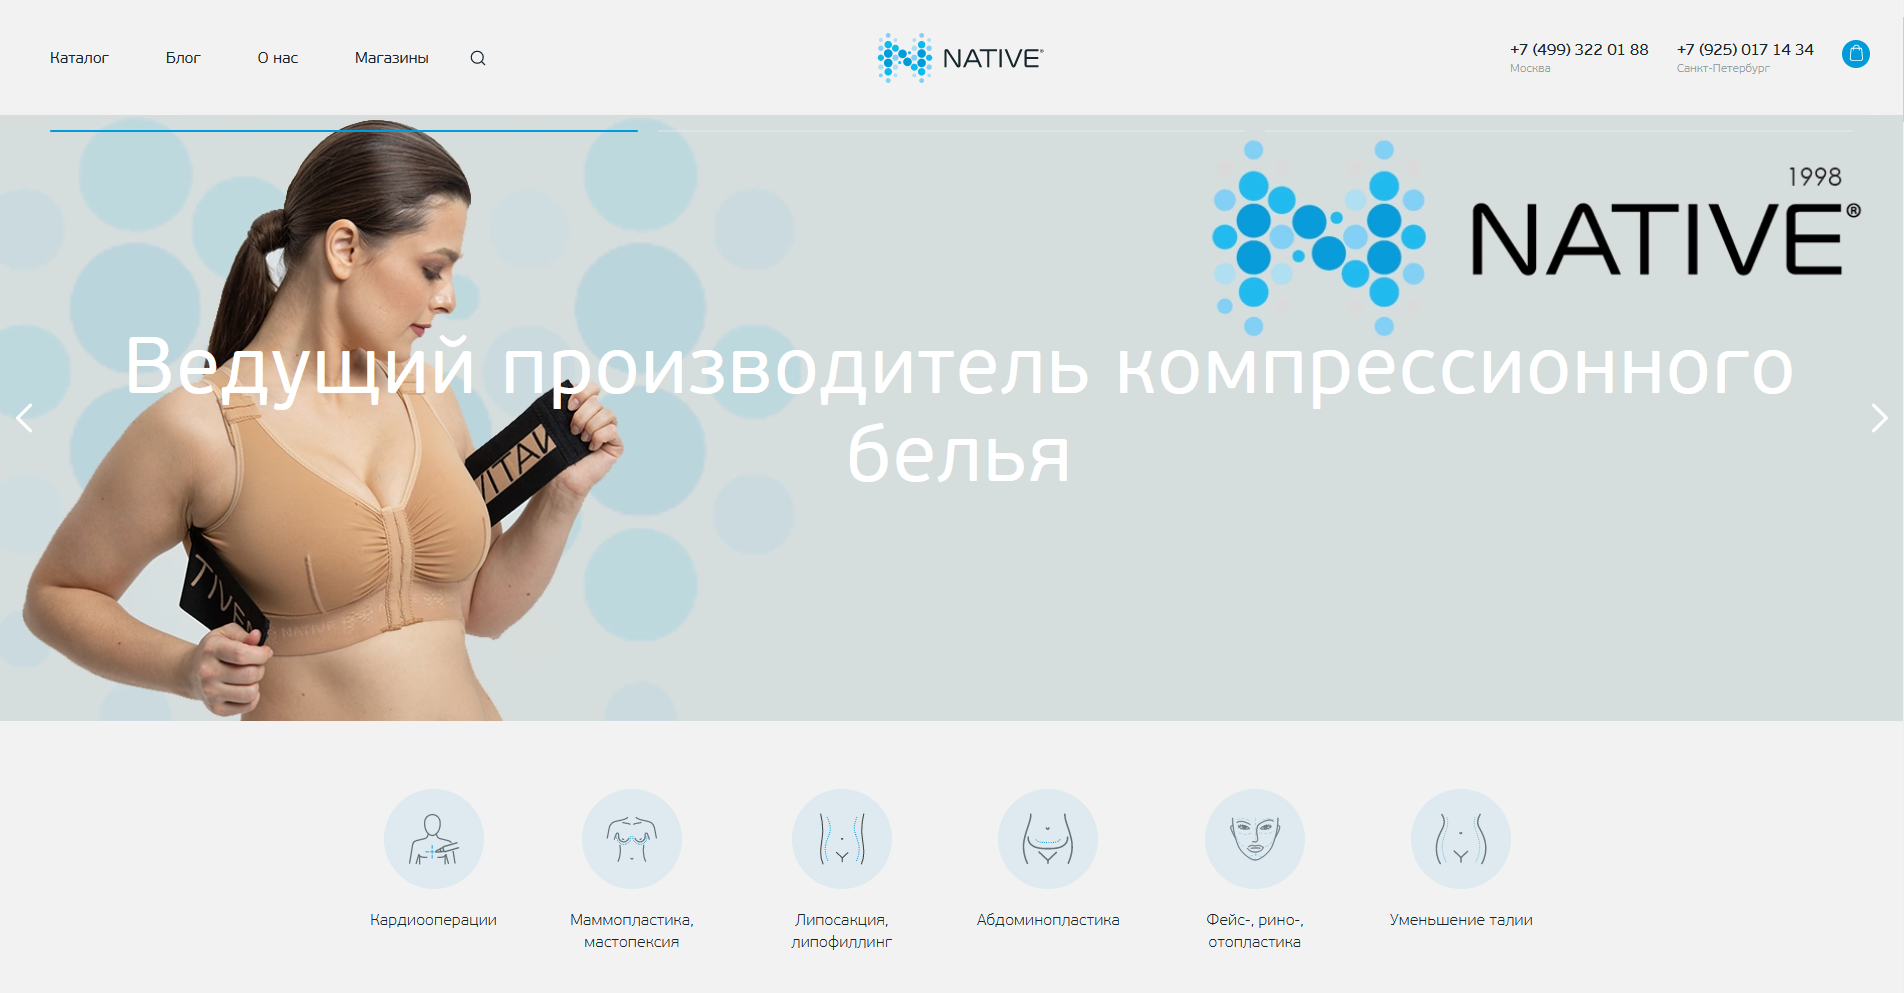 Каталог
Блог
О нас
Магазины
NATIVE®
+7 (499) 322 01 88
Москва
+7 (925) 017 14 34
Санкт-Петербург
1998
NATIVE®
Ведущий производитель компрессионного
белья
NATIVE
Кардиооперации
Маммопластика,
мастопексия
Липосакция,
липофиллинг
Абдоминопластика
Фейс-, рино-,
отопластика
Уменьшение талии